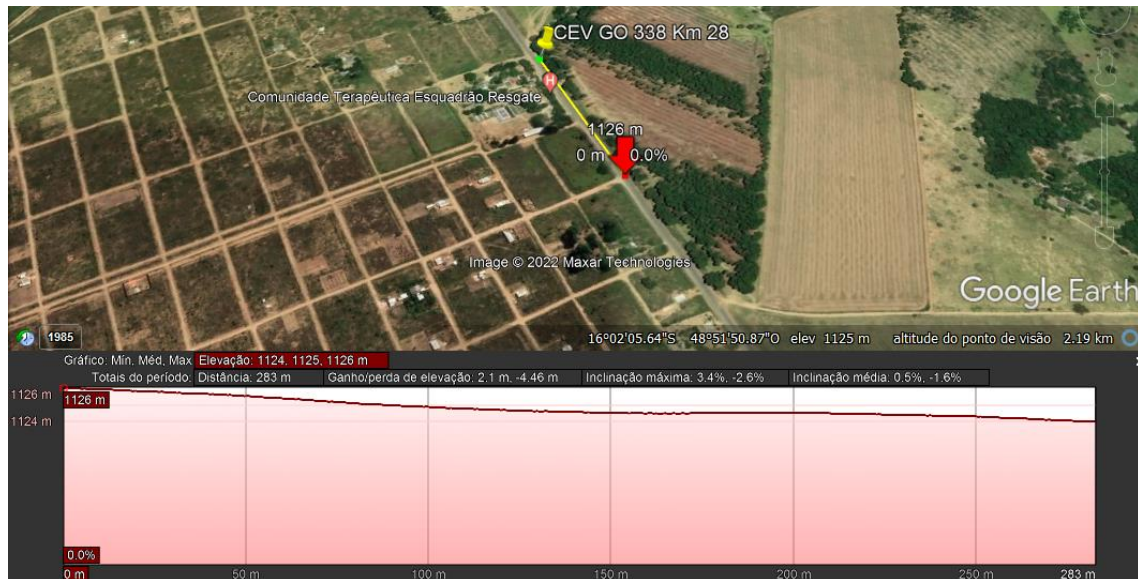 CEV GO 338 Km 28
H
Comunidade Terapêutica Esquadrão Resgate
1126 m
0 m 0.0%
Image © 2022 Maxar Technologies
Google Earth
1985
16°02'05.64"S 48°51'50.87"O elev 1125 m altitude do ponto de visão 2.19 km
Gráfico: Mín. Méd, Max Elevação: 1124. 1125, 1126 m
Totais do período: Distância: 283 m Ganho/perda de elevação: 2.1 m, -4.46 m Inclinação máxima: 3.4%, -2.6% Inclinação média: 0.5%, -1.6%
1126 m
1126 m
1124 m
0.0%
0 m 50 m 100 m 150 m 200 m 250 m 283 m